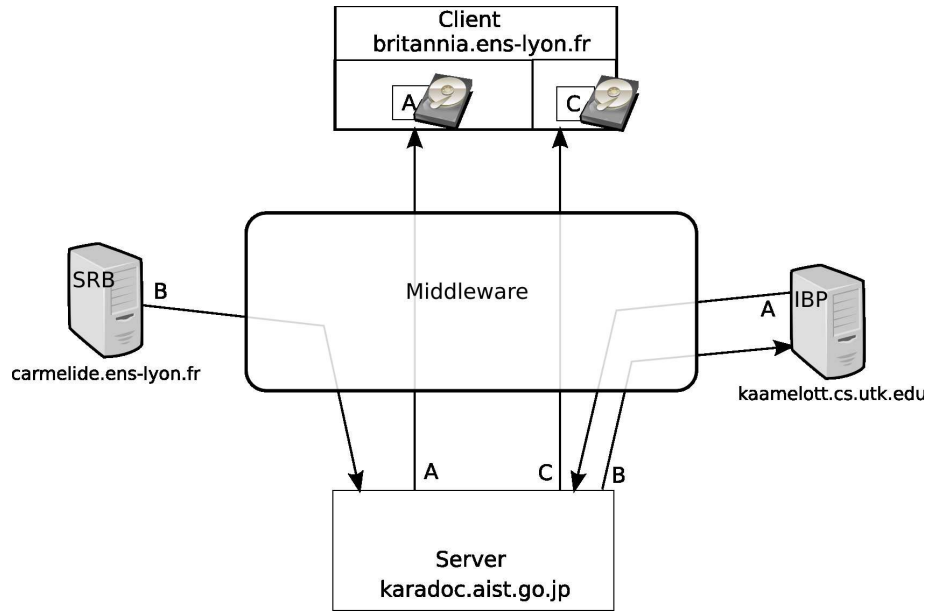 Client
britannia.ens-lyon.fr
A
C
SRB
B
Middleware
A
IBP
carmelide.ens-lyon.fr
kaamelott.cs.utk.edu
A
C
B
Server
karadoc.aist.go.jp